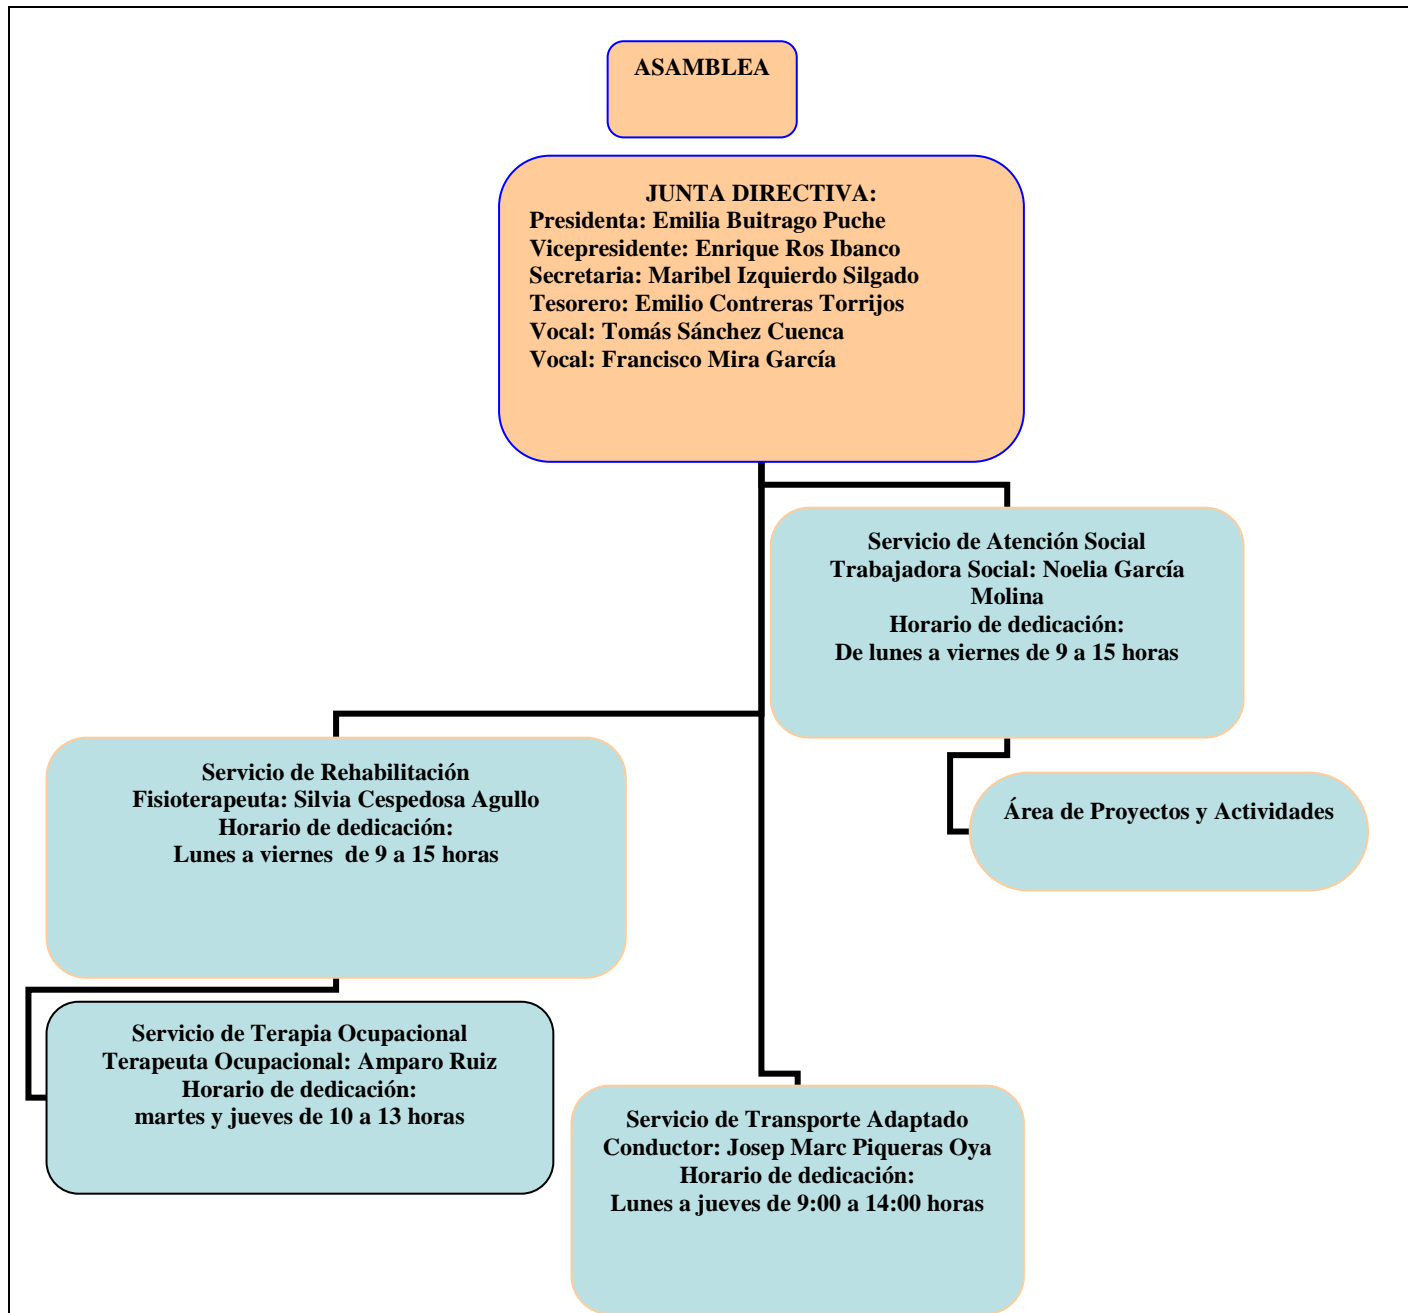 ASAMBLEA
JUNTA DIRECTIVA:
Presidenta: Emilia Buitrago Puche
Vicepresidente: Enrique Ros Ibanco
Secretaria: Maribel Izquierdo Silgado
Tesorero: Emilio Contreras Torrijos
Vocal: Tomás Sánchez Cuenca
Vocal: Francisco Mira García
Servicio de Atención Social
Trabajadora Social: Noelia García
Molina
Horario de dedicación:
De lunes a viernes de 9 a 15 horas
Servicio de Rehabilitación
Fisioterapeuta: Silvia Cespedosa Agullo
Horario de dedicación:
Lunes a viernes de 9 a 15 horas
Área de Proyectos y Actividades
Servicio de Terapia Ocupacional
Terapeuta Ocupacional: Amparo Ruiz
Horario de dedicación:
martes y jueves de 10 a 13 horas
Servicio de Transporte Adaptado
Conductor: Josep Marc Piqueras Oya
Horario de dedicación:
Lunes a jueves de 9:00 a 14:00 horas